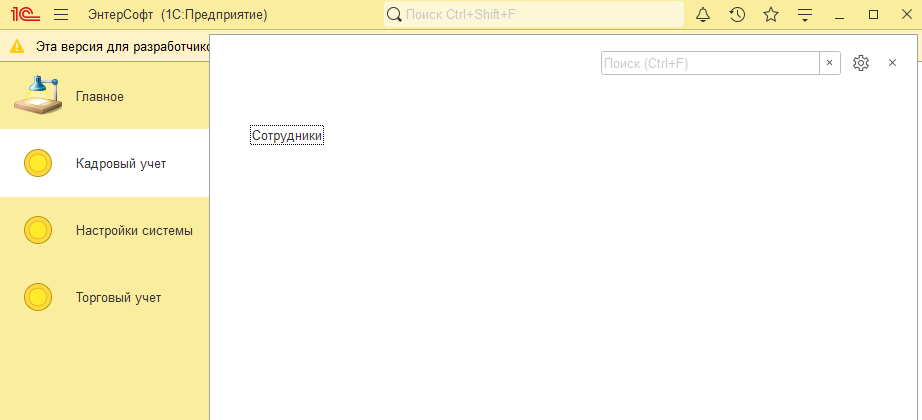 1С ЭнтерСофт (1С:Предприятие) Поиск Ctrl+Shift+F
Эта версия для разработчико
Поиск (Ctrl+F)
Главное
Сотрудники
Кадровый учет
Настройки системы
Торговый учет